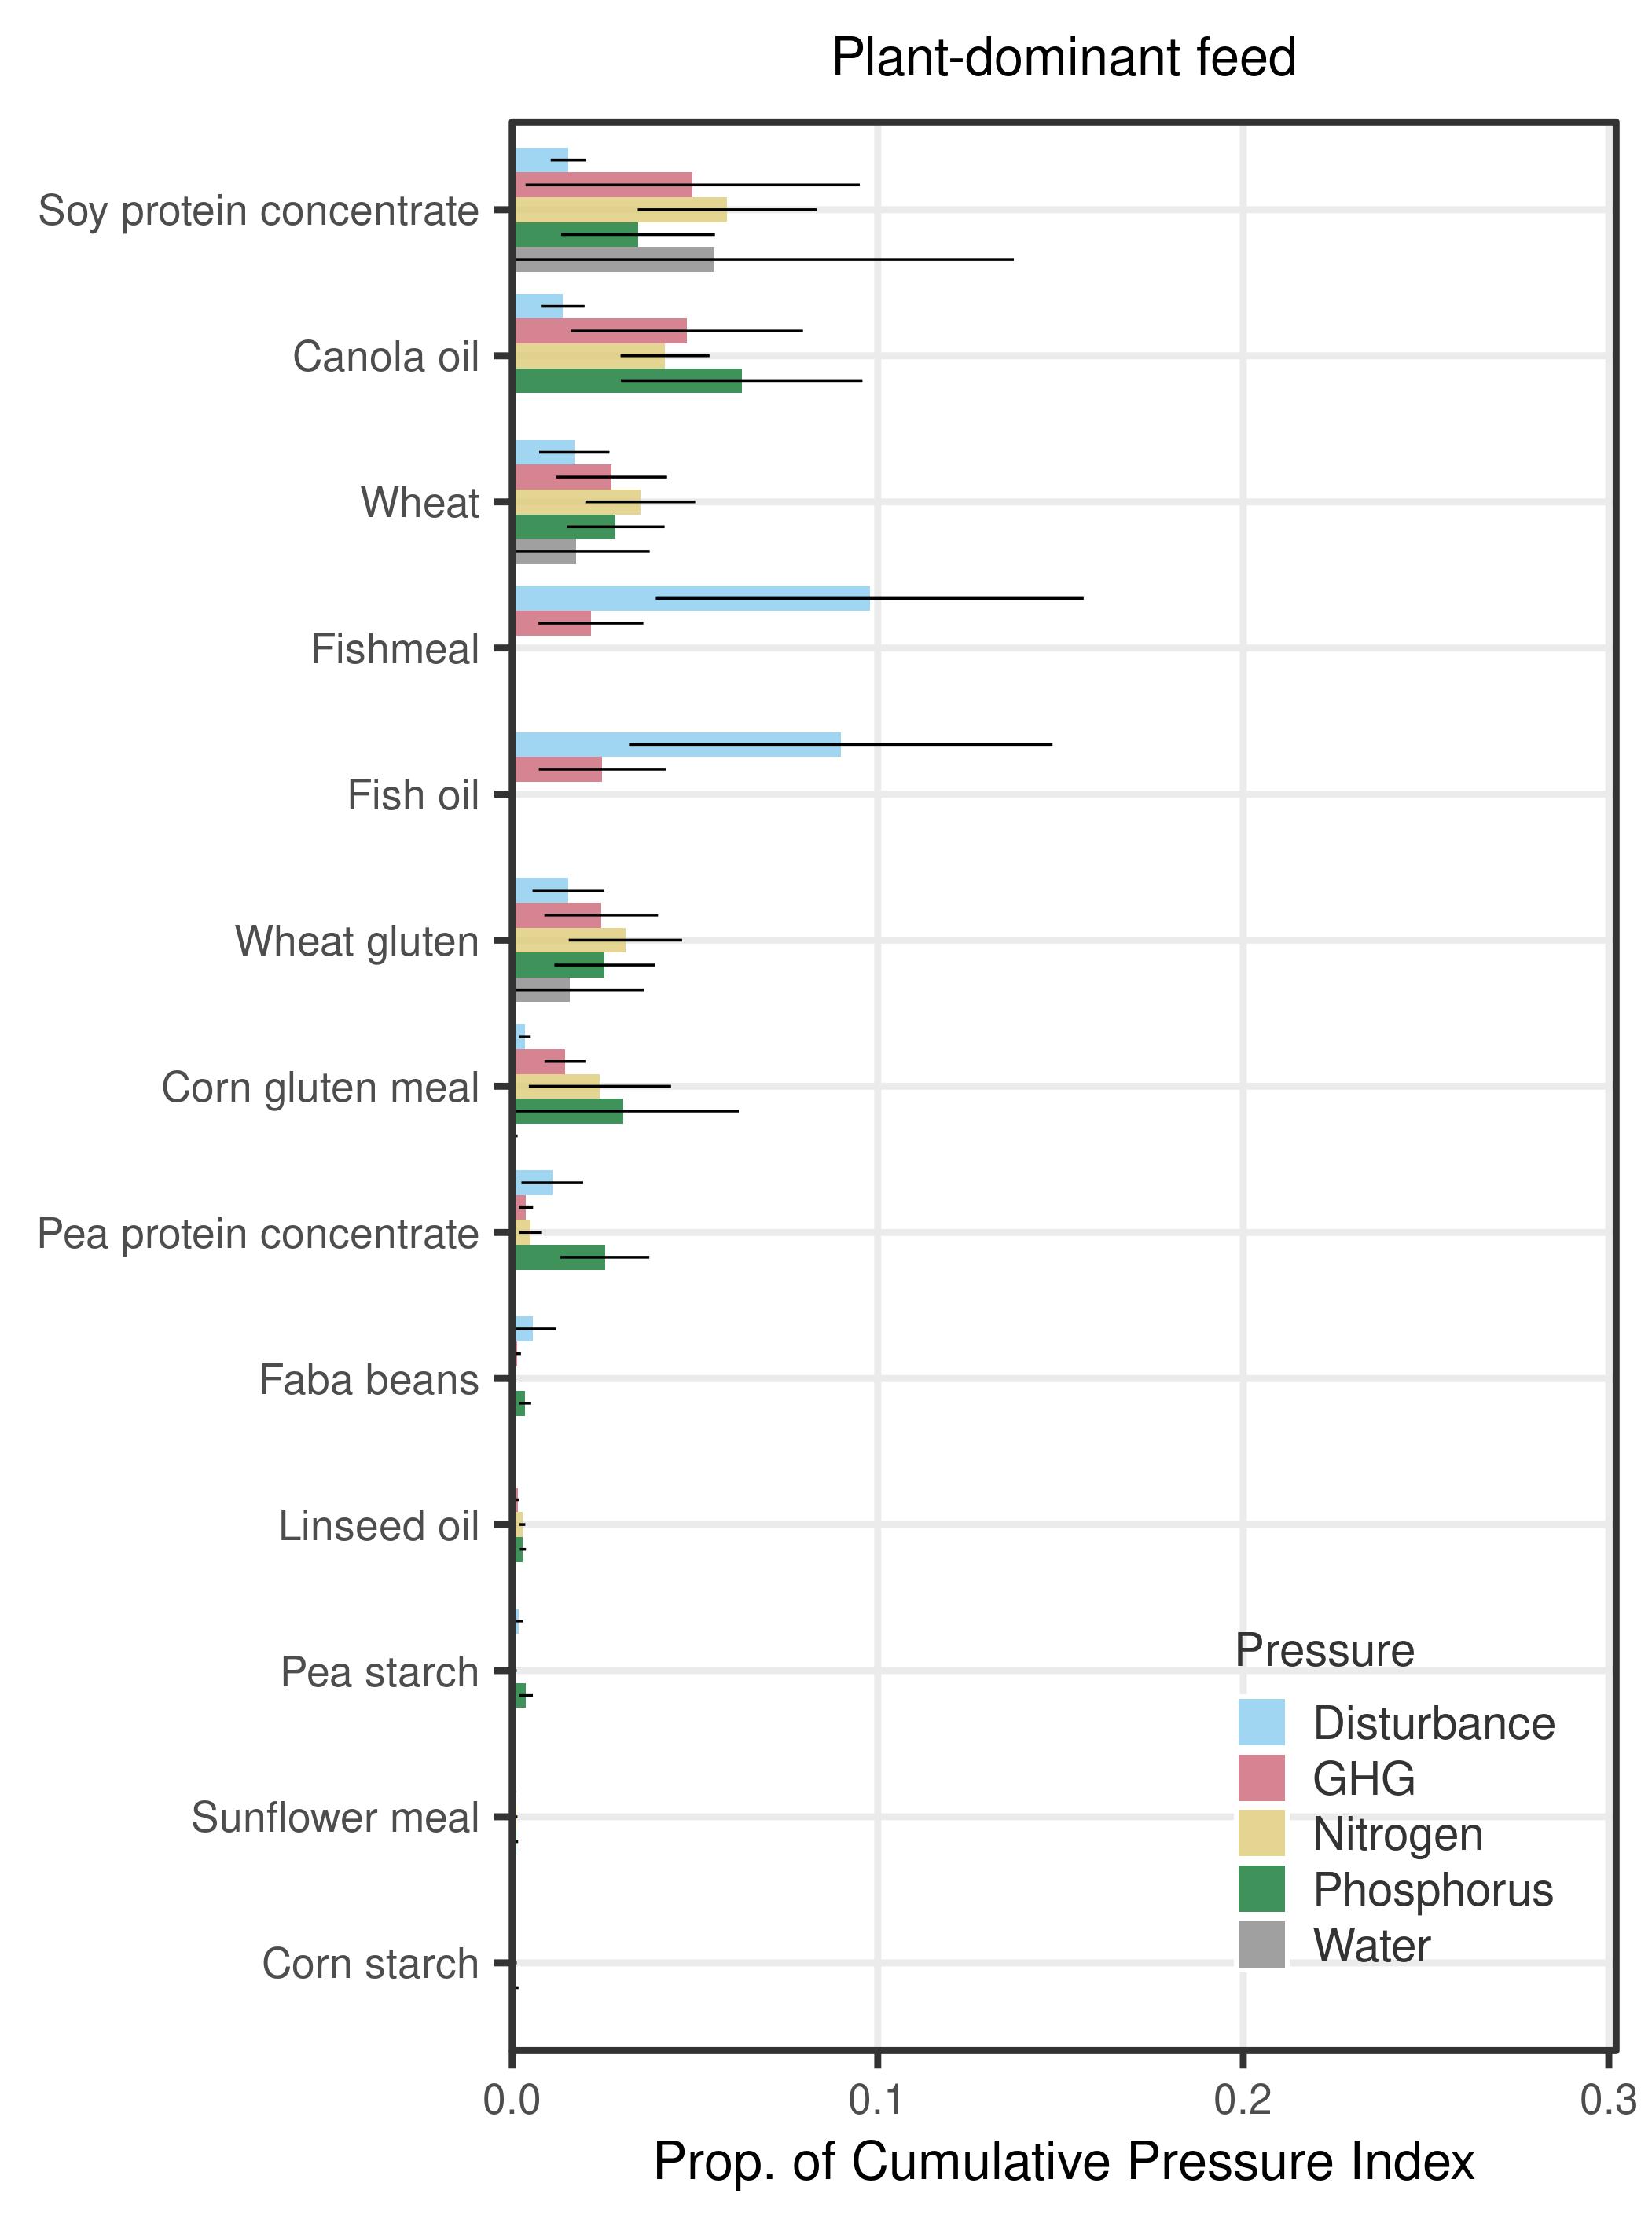 Plant-dominant feed
Soy protein concentrate
Canola oil
Wheat
Fishmeal
Fish oil
Wheat gluten
Corn gluten meal
Pea protein concentrate
Faba beans
Linseed oil
Pea starch
Sunflower meal
Corn starch
Pressure
Disturbance
GHG
Nitrogen
Phosphorus
Water
0.0 0.1 0.2 0.3
Prop. of Cumulative Pressure Index